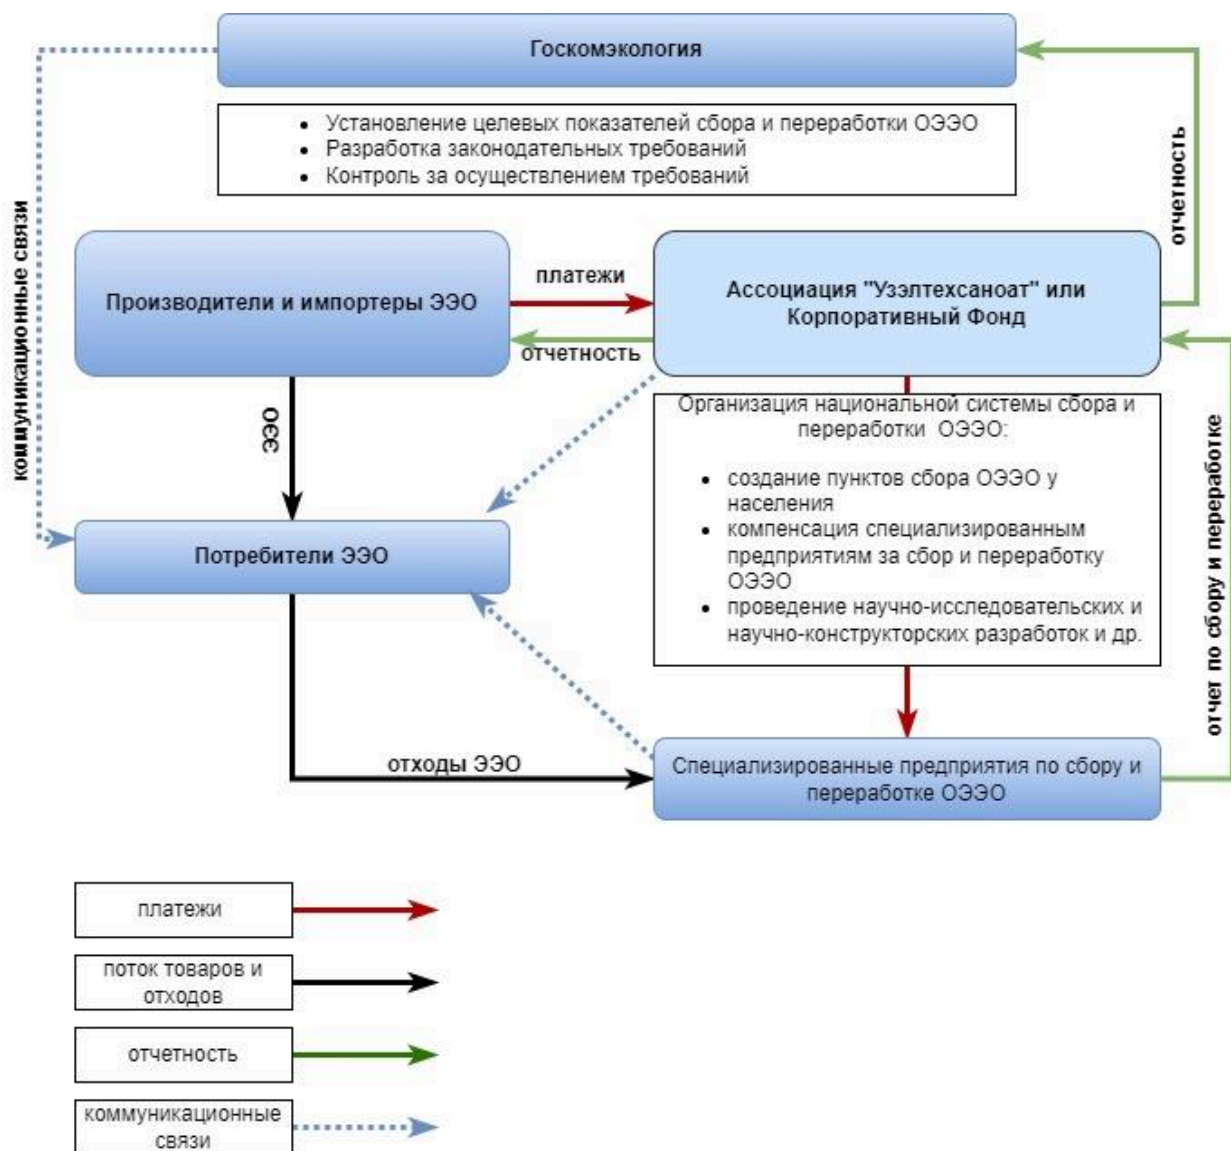 Госкомэкология
• Установление целевых показателей сбора и переработки ОЭЭО
• Разработка законодательных требований
• Контроль за осуществлением требований
коммуникационные связи
отчетность
Производители и импортеры ЭЭО
платежи
отчетность
Ассоциация "Узэлтехсаноат" или
Корпоративный Фонд
ЭЭО
Организация национальной системы сбора и
переработки ОЭЭО:
• создание пунктов сбора ОЭЭО у
населения
• компенсация специализированным
предприятиям за сбор и переработку
ОЭЭО
• проведение научно-исследовательских и
научно-конструкторских разработок и др.
отчет по сбору и переработке
Потребители ЭЭО
отходы ЭЭО
Специализированные предприятия по сбору и
переработке ОЭЭО
платежи
поток товаров и
отходов
отчетность
коммуникационные
связи